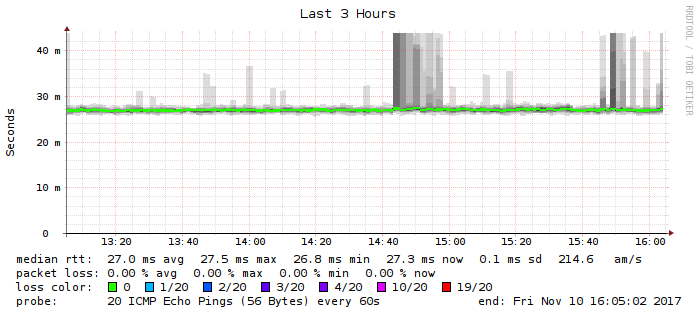 Last 3 Hours
RRDTOOL / TOBI OETIKER
Seconds
40 m
30 m
20 m
10 m
0
13:20 13:40 14:00 14:20 14:40 15:00 15:20 15:40 16:00
median rtt: 27.0 ms avg 27.5 ms max 26.8 ms min 27.3 ms now 0.1 ms sd 214.6 am/s
packet loss: 0.00 % avg 0.00 % max 0.00 % min 0.00 % now
loss color: 0 1/20 2/20 3/20 4/20 10/20 19/20
probe: 20 ICMP Echo Pings (56 Bytes) every 60s end: Fri Nov 10 16:05:02 2017